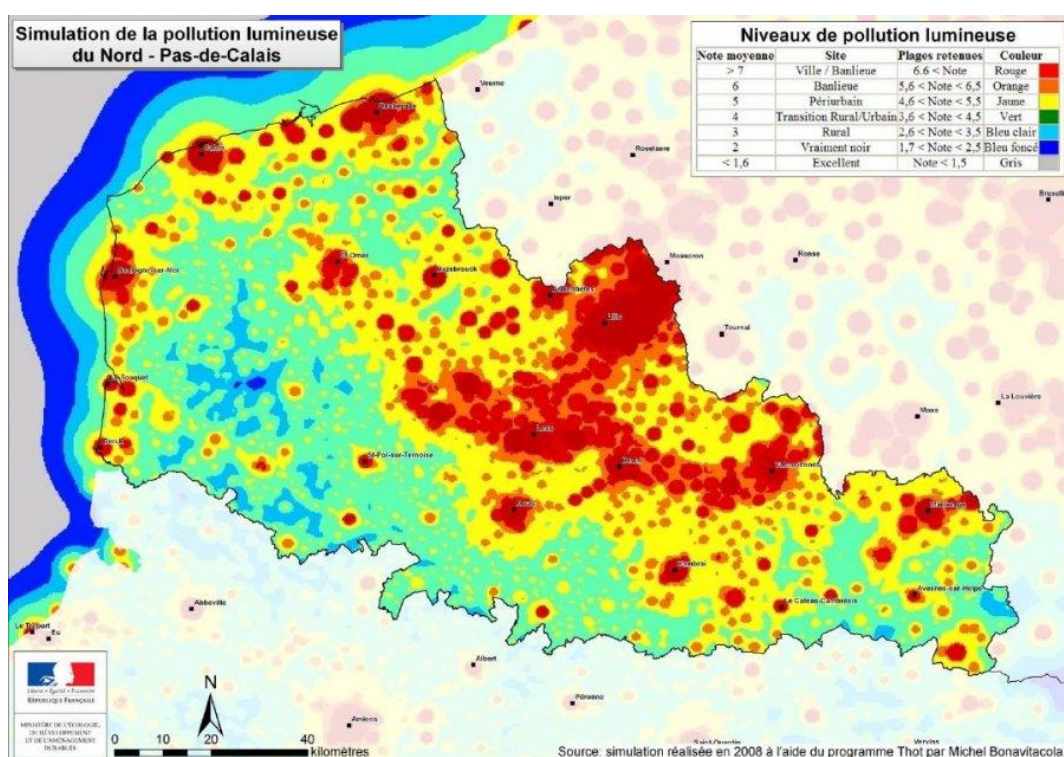 Simulation de la pollution lumineuse
du Nord - Pas-de-Calais
Niveaux de pollution lumineuse
Note moyenne Site Plages retenues Couleur
> 7 Ville / Banlieue 6.6 < Note Rouge
6 Banlieue 5,6 < Note < 6,5 Orange
5 Périurbain 4,6 < Note < 5,5 Jaune
4 Transition Rural/Urbain 3,6 < Note < 4,5 Vert
3 Rural 2,6 < Note < 3,5 Bleu clair
2 Vraiment noir 1,7 < Note < 2,5 Bleu foncé
< 1,6 Excellent Note < 1,5 Gris
Veurne
Dunkerque
Calais
Roeselaere
Ieper
Bruxell
Mouscron
Ronse
St-Omer
Boulogne-sur-Mer
Hazebrouck
Armentières
Lille
Tournai
Le Touquet
La Louvière
Mons
Lens
Berck
St-Pol-sur-Ternoise
Douai
Valenciennes
Arras
Maubeuge
Cambrai
Avesnes-sur-Helpe
Le Cateau-Cambrésis
Abbeville
Le Tréport
Eu
Albert
Péronne
Amiens
Saint-Quentin
Vervins
Liberté • Égalité • Fraternité
RÉPUBLIQUE FRANÇAISE
MINISTÈRE DE L'ÉCOLOGIE,
DU DÉVELOPPEMENT
ET DE L'AMÉNAGEMENT
DURABLES
N
0 5 10 20 40
kilomètres
Source: simulation réalisée en 2008 à l'aide du programme Thot par Michel Bonavitacola